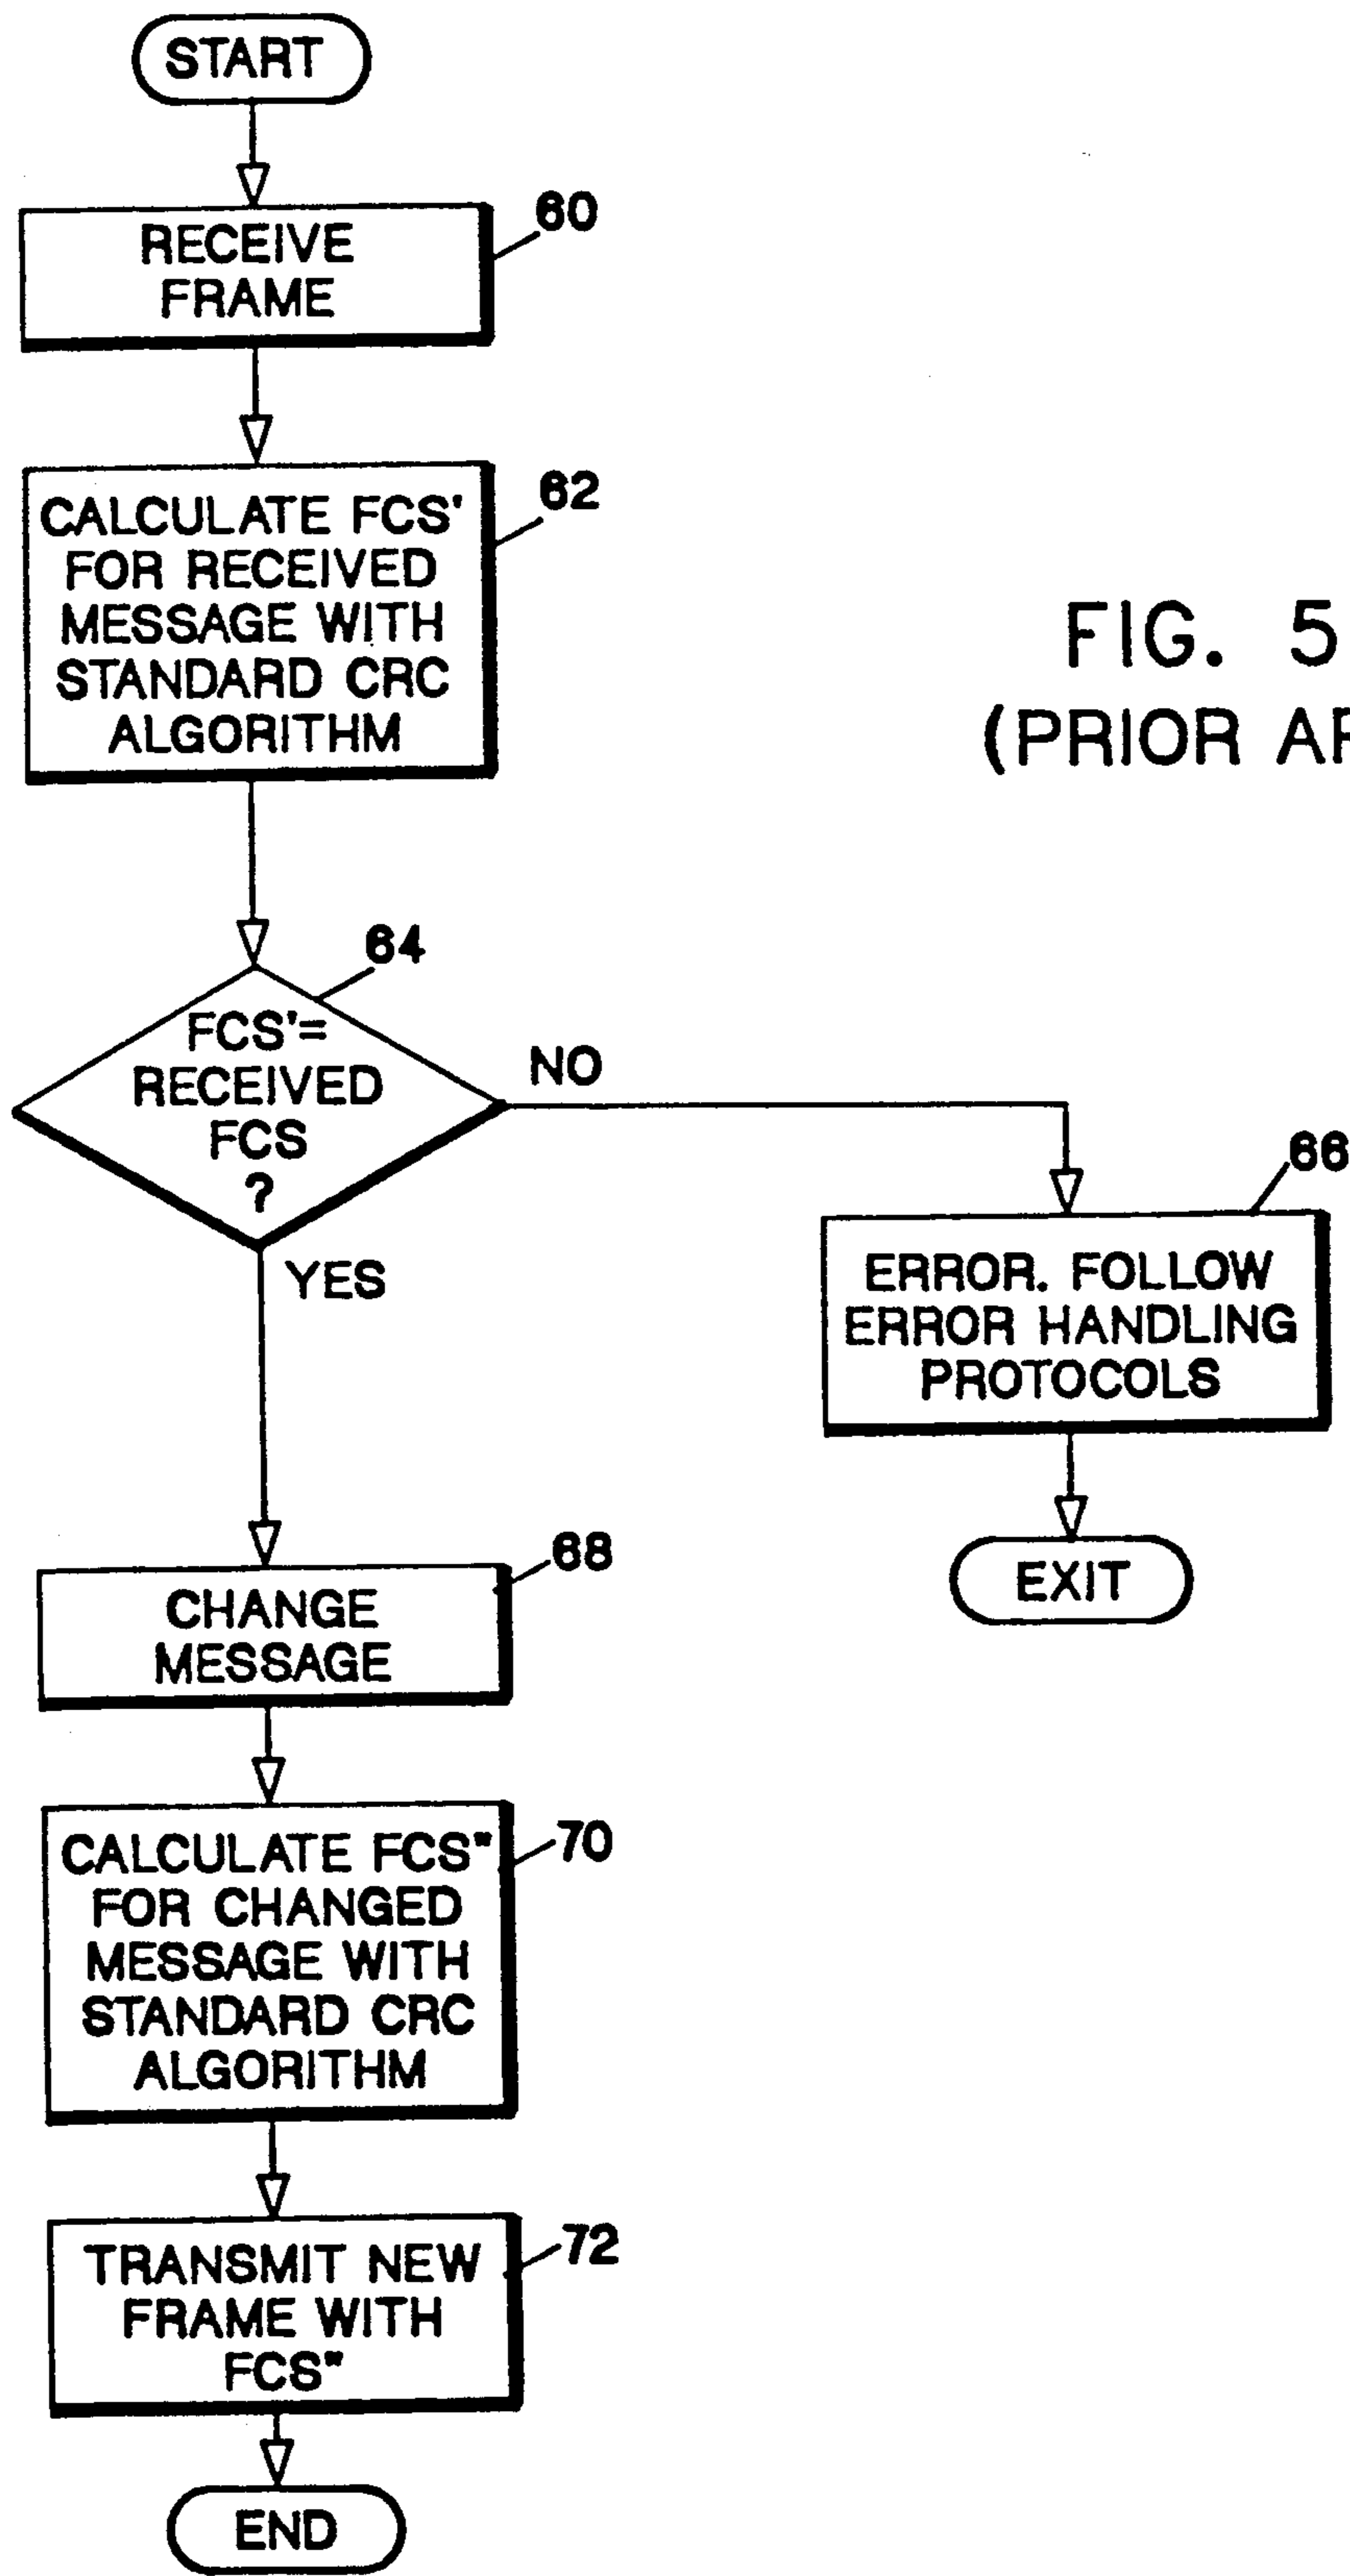 START
60
RECEIVE
FRAME
62
CALCULATE FCS'
FOR RECEIVED
MESSAGE WITH
STANDARD CRC
ALGORITHM
FIG. 5
(PRIOR
64
FCS'=
RECEIVED
FCS
?
NO
YES
66
ERROR. FOLLOW
ERROR HANDLING
PROTOCOLS
EXIT
68
CHANGE
MESSAGE
70
CALCULATE FCS"
FOR CHANGED
MESSAGE WITH
STANDARD CRC
ALGORITHM
72
TRANSMIT NEW
FRAME WITH
FCS"
END